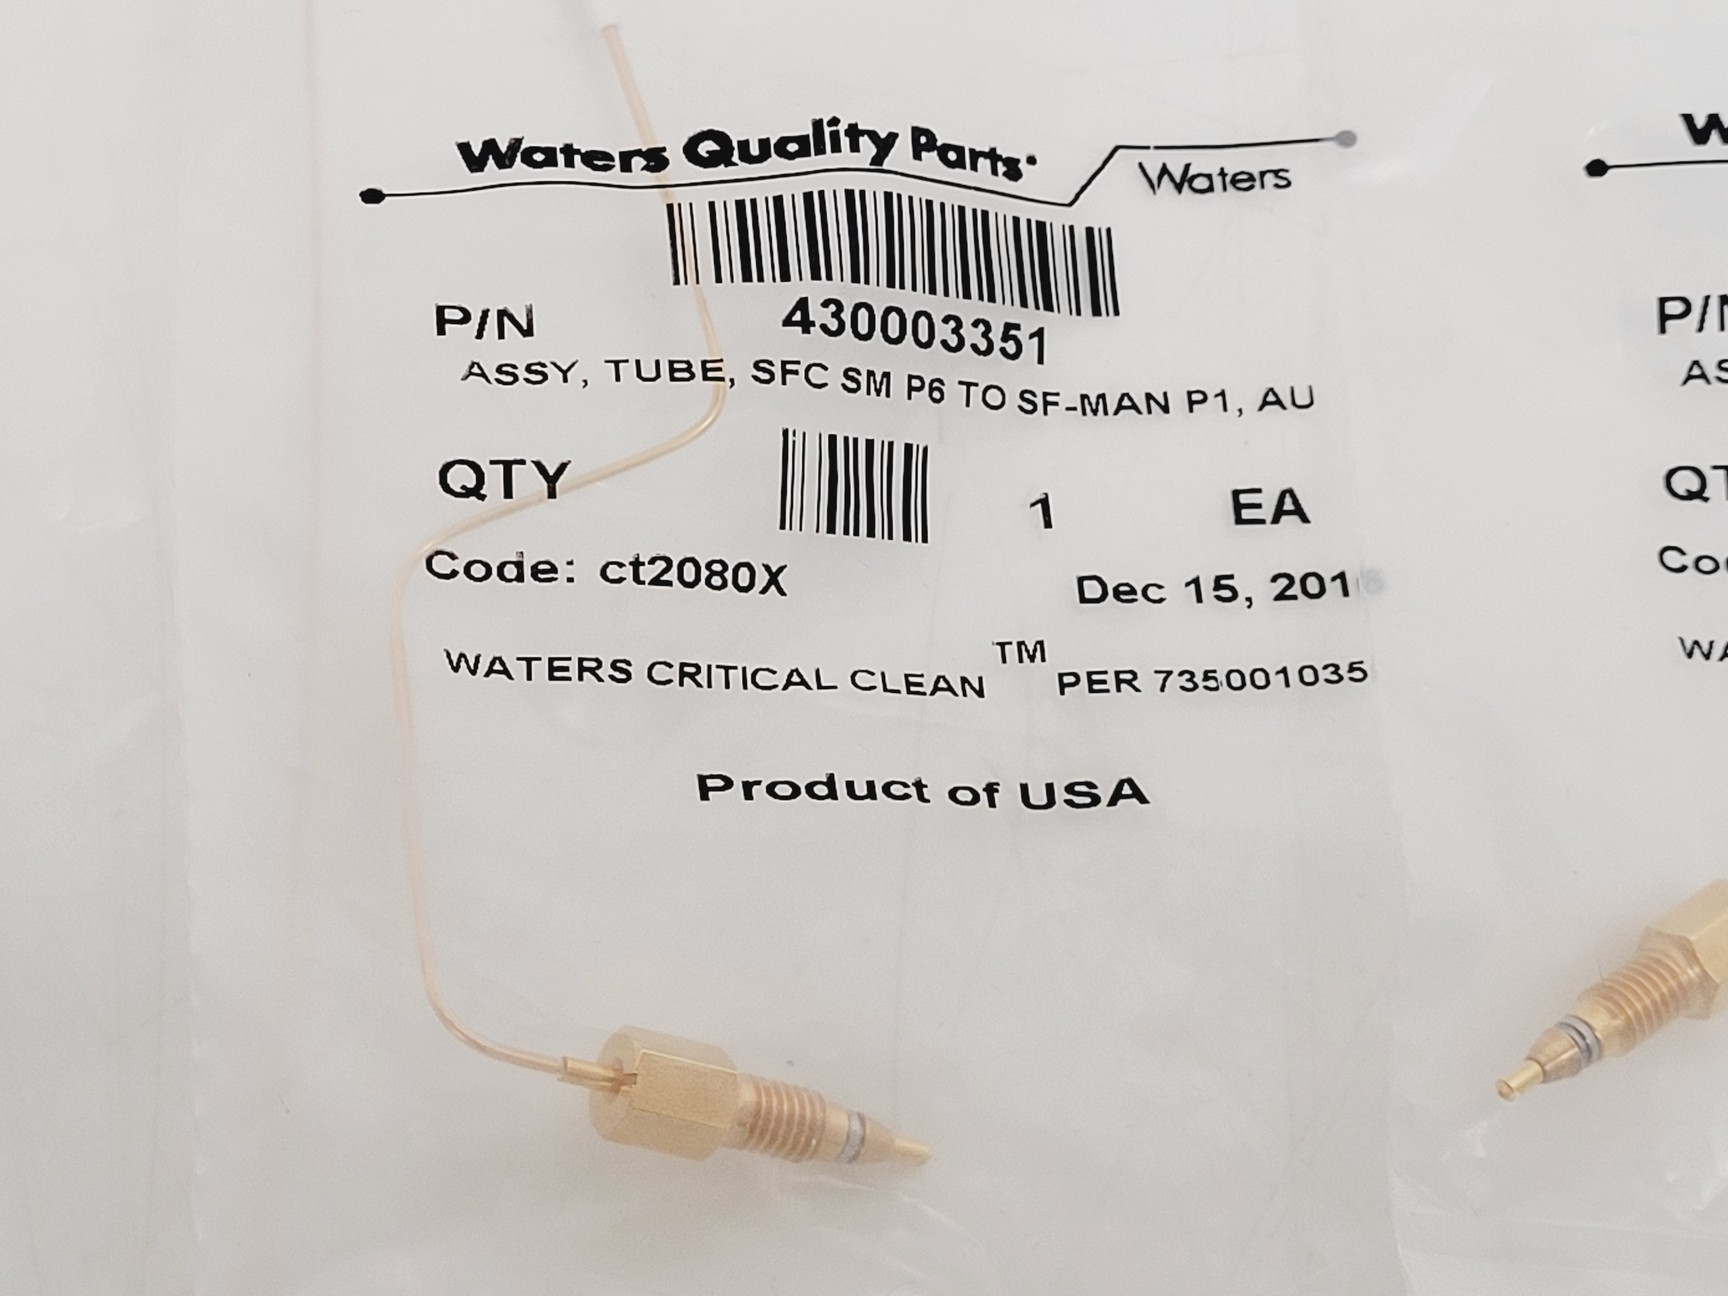 Waters Quality Parts
Waters
P/N 430003351
ASSY, TUBE, SFC SM P6 TO SF-MAN P1, AU
QTY 1 EA
Code: ct2080X
Dec 15,
WATERS CRITICAL CLEAN TM PER 735001035
Product of USA
P/N